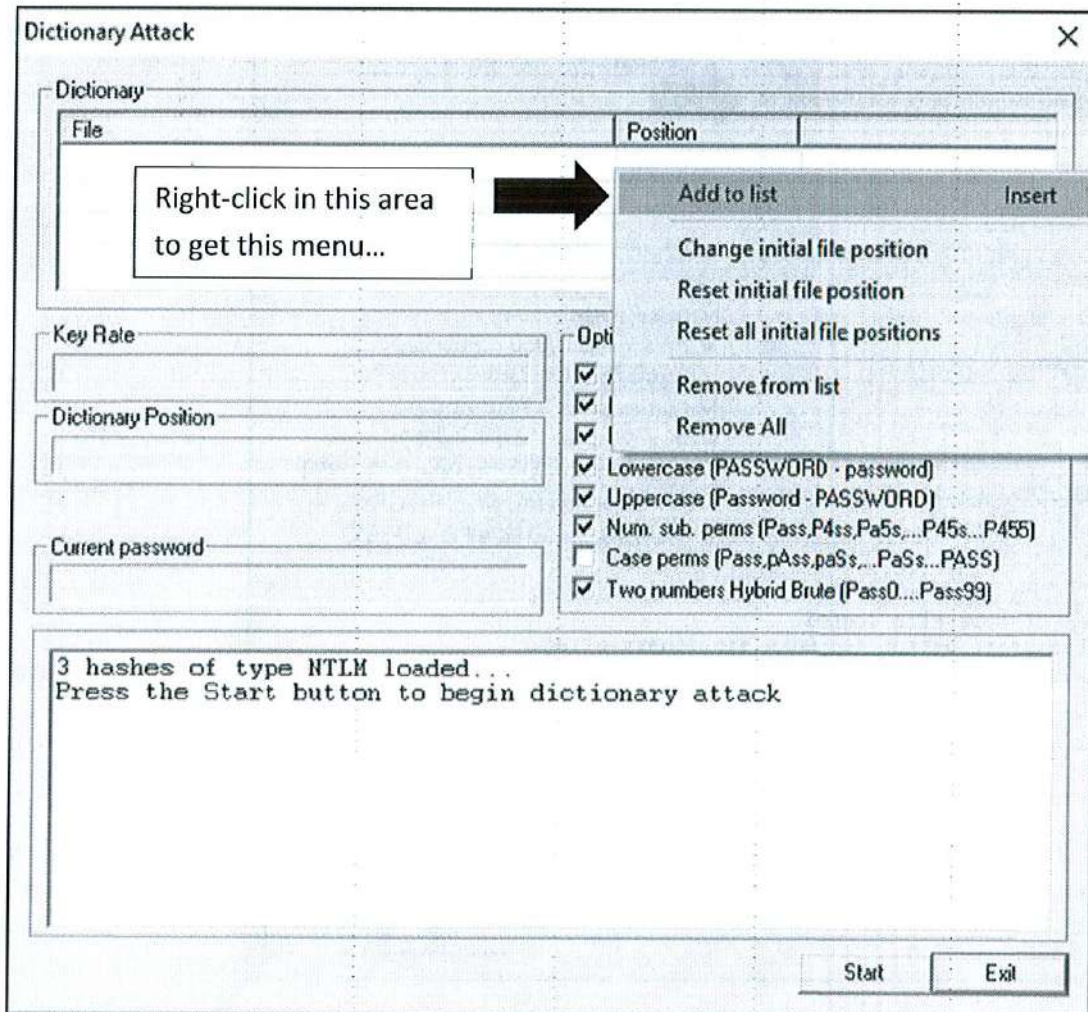 Dictionary Attack
Dictionary
File Position
Right-click in this area
to get this menu...
Add to list Insert
Change initial file position
Reset initial file position
Reset all initial file positions
Remove from list
Remove All
Key Rate
Dictionary Position
Current password
Opti
Lowercase (PASSWORD - password)
Uppercase (Password - PASSWORD)
Num. sub. perms (Pass,P4ss,Pa5s,...P45s...P455)
Case perms (Pass,pAss,paSs,...PaSs...PASS)
Two numbers Hybrid Brute (Pass0....Pass99)
3 hashes of type NTLM loaded...
Press the Start button to begin dictionary attack
Start Exit